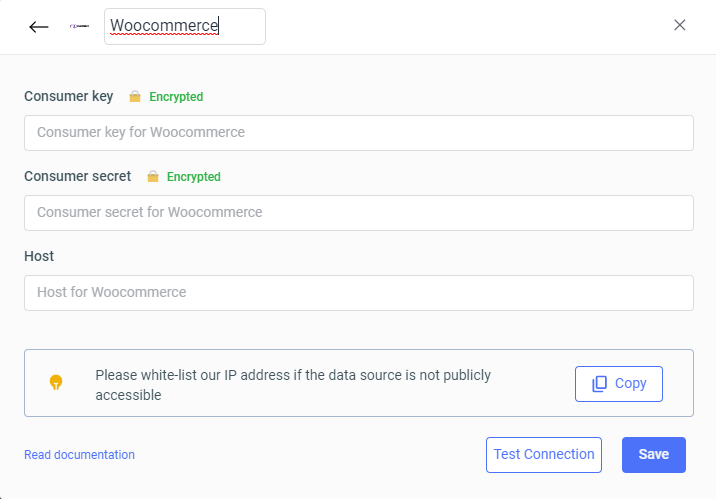 Woocommerce
Consumer key Encrypted
Consumer key for Woocommerce
Consumer secret Encrypted
Consumer secret for Woocommerce
Host
Host for Woocommerce
Please white-list our IP address if the data source is not publicly
accessible
Copy
Read documentation
Test Connection
Save